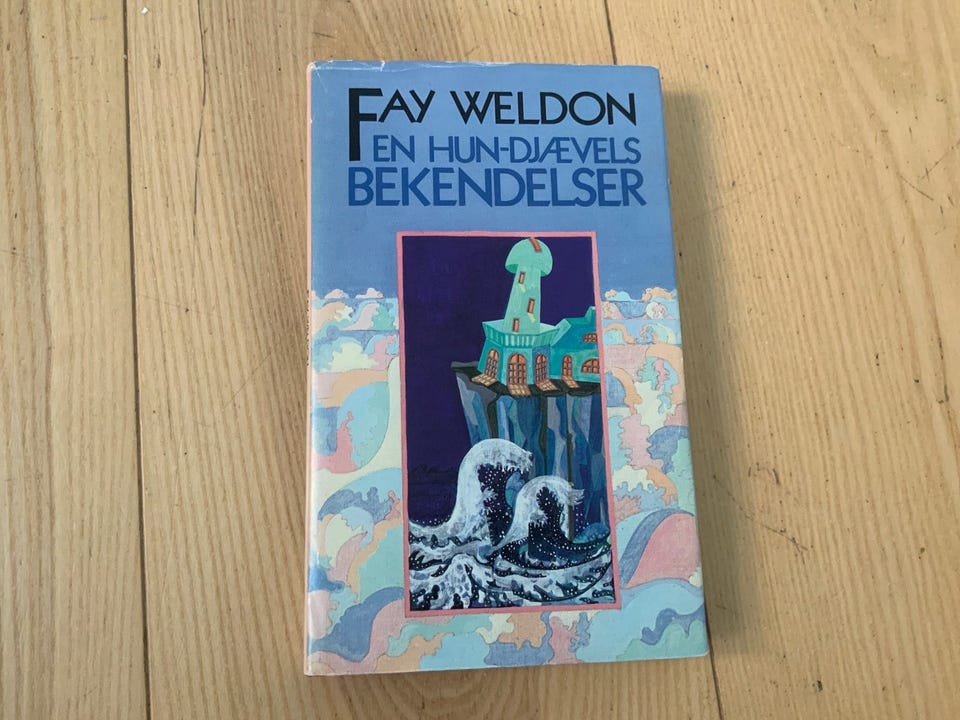 FAY WELDON
EN HUN-DJÆVELS
BEKENDELSER